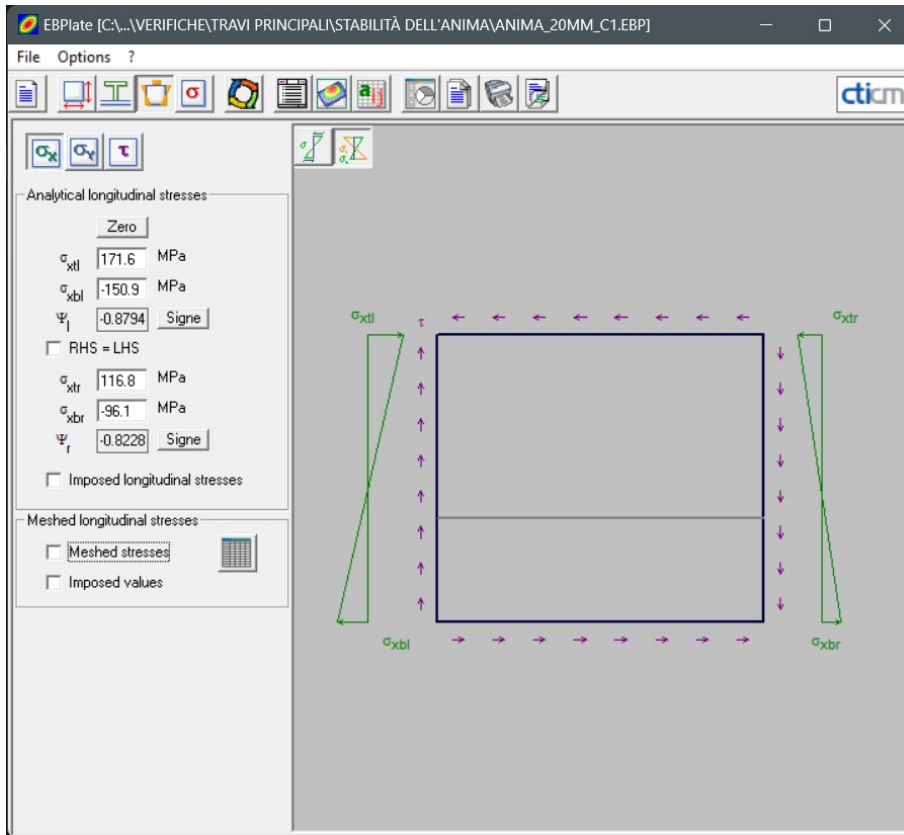 EBPlate [C:\...\VERIFICHE\TRAVI PRINCIPALI\STABILITÀ DELL'ANIMA\ANIMA_20MM_C1.EBP]
File Options ?
σ
cticm
σX σY τ
Analytical longitudinal stresses
Zero
σxtl 171.6 MPa
σxbl -150.9 MPa
Ψl -0.8794 Signe
RHS = LHS
σxtr 116.8 MPa
σxbr -96.1 MPa
Ψr -0.8228 Signe
Imposed longitudinal stresses
Meshed longitudinal stresses
Meshed stresses
Imposed values
σxtl τ σxtr
σxbl σxbr